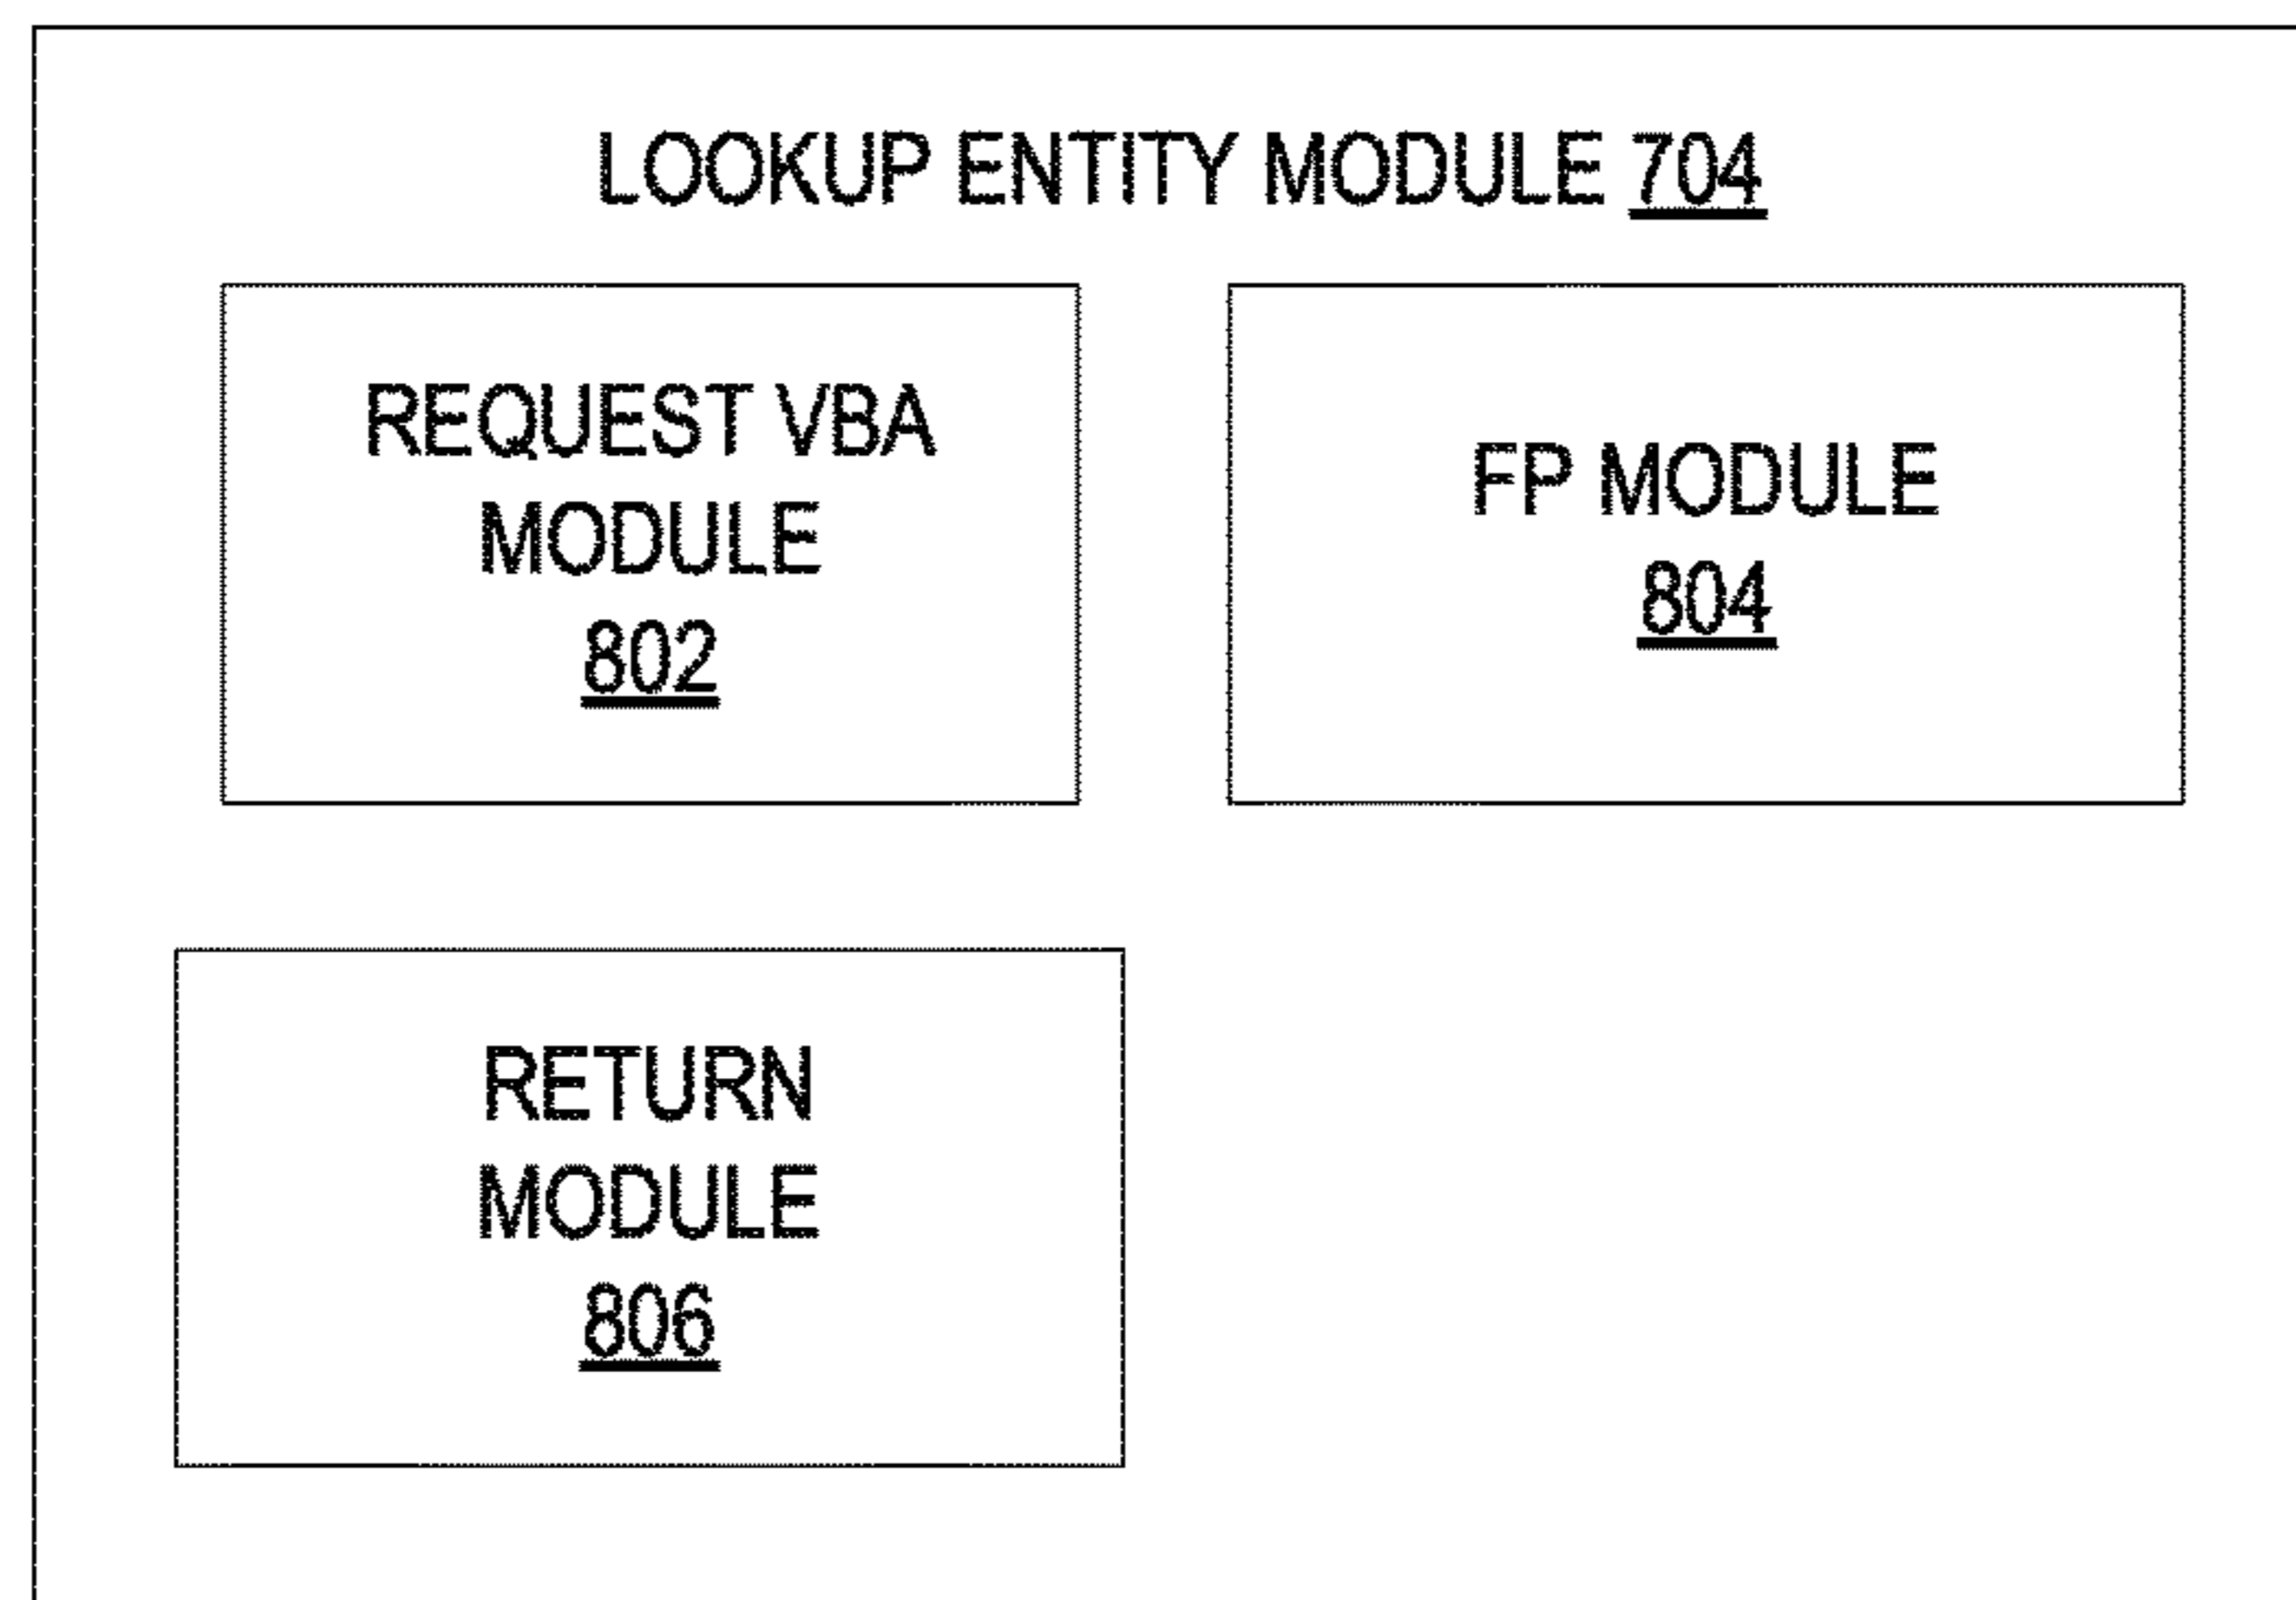 LOOKUP ENTITY MODULE 704
REQUEST VBA
MODULE
802
FP MODULE
804
RETURN
MODULE
806